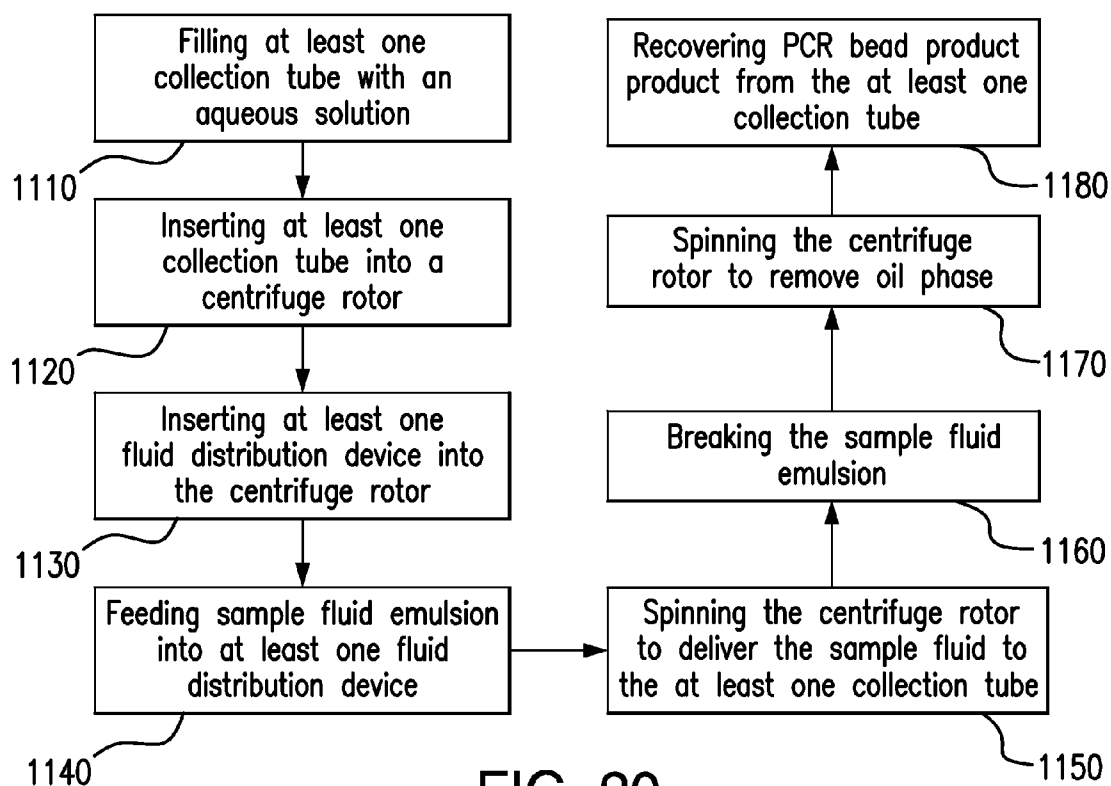 Filling at least one
collection tube with an
aqueous solution
1110
Inserting at least one
collection tube into a
centrifuge rotor
1120
Inserting at least one
fluid distribution device into
the centrifuge rotor
1130
Feeding sample fluid emulsion
into at least one fluid
distribution device
1140
Spinning the centrifuge rotor
to deliver the sample fluid to
the at least one collection tube
1150
Breaking the sample fluid
emulsion
1160
Spinning the centrifuge
rotor to remove oil phase
1170
Recovering PCR bead product
product from the at least one
collection tube
1180